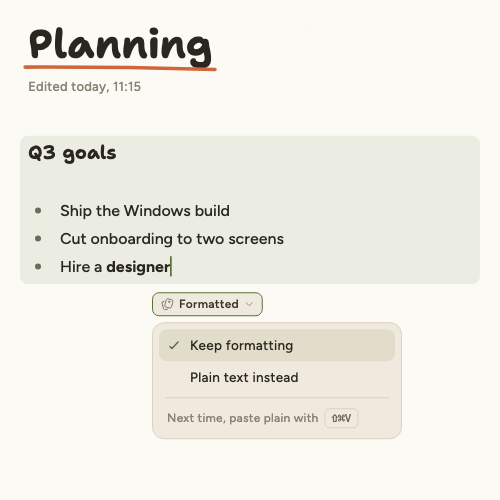 Planning
Edited today, 11:15
Q3 goals
• Ship the Windows build
• Cut onboarding to two screens
• Hire a designer
Formatted
Keep formatting
Plain text instead
Next time, paste plain with ⇧⌘V